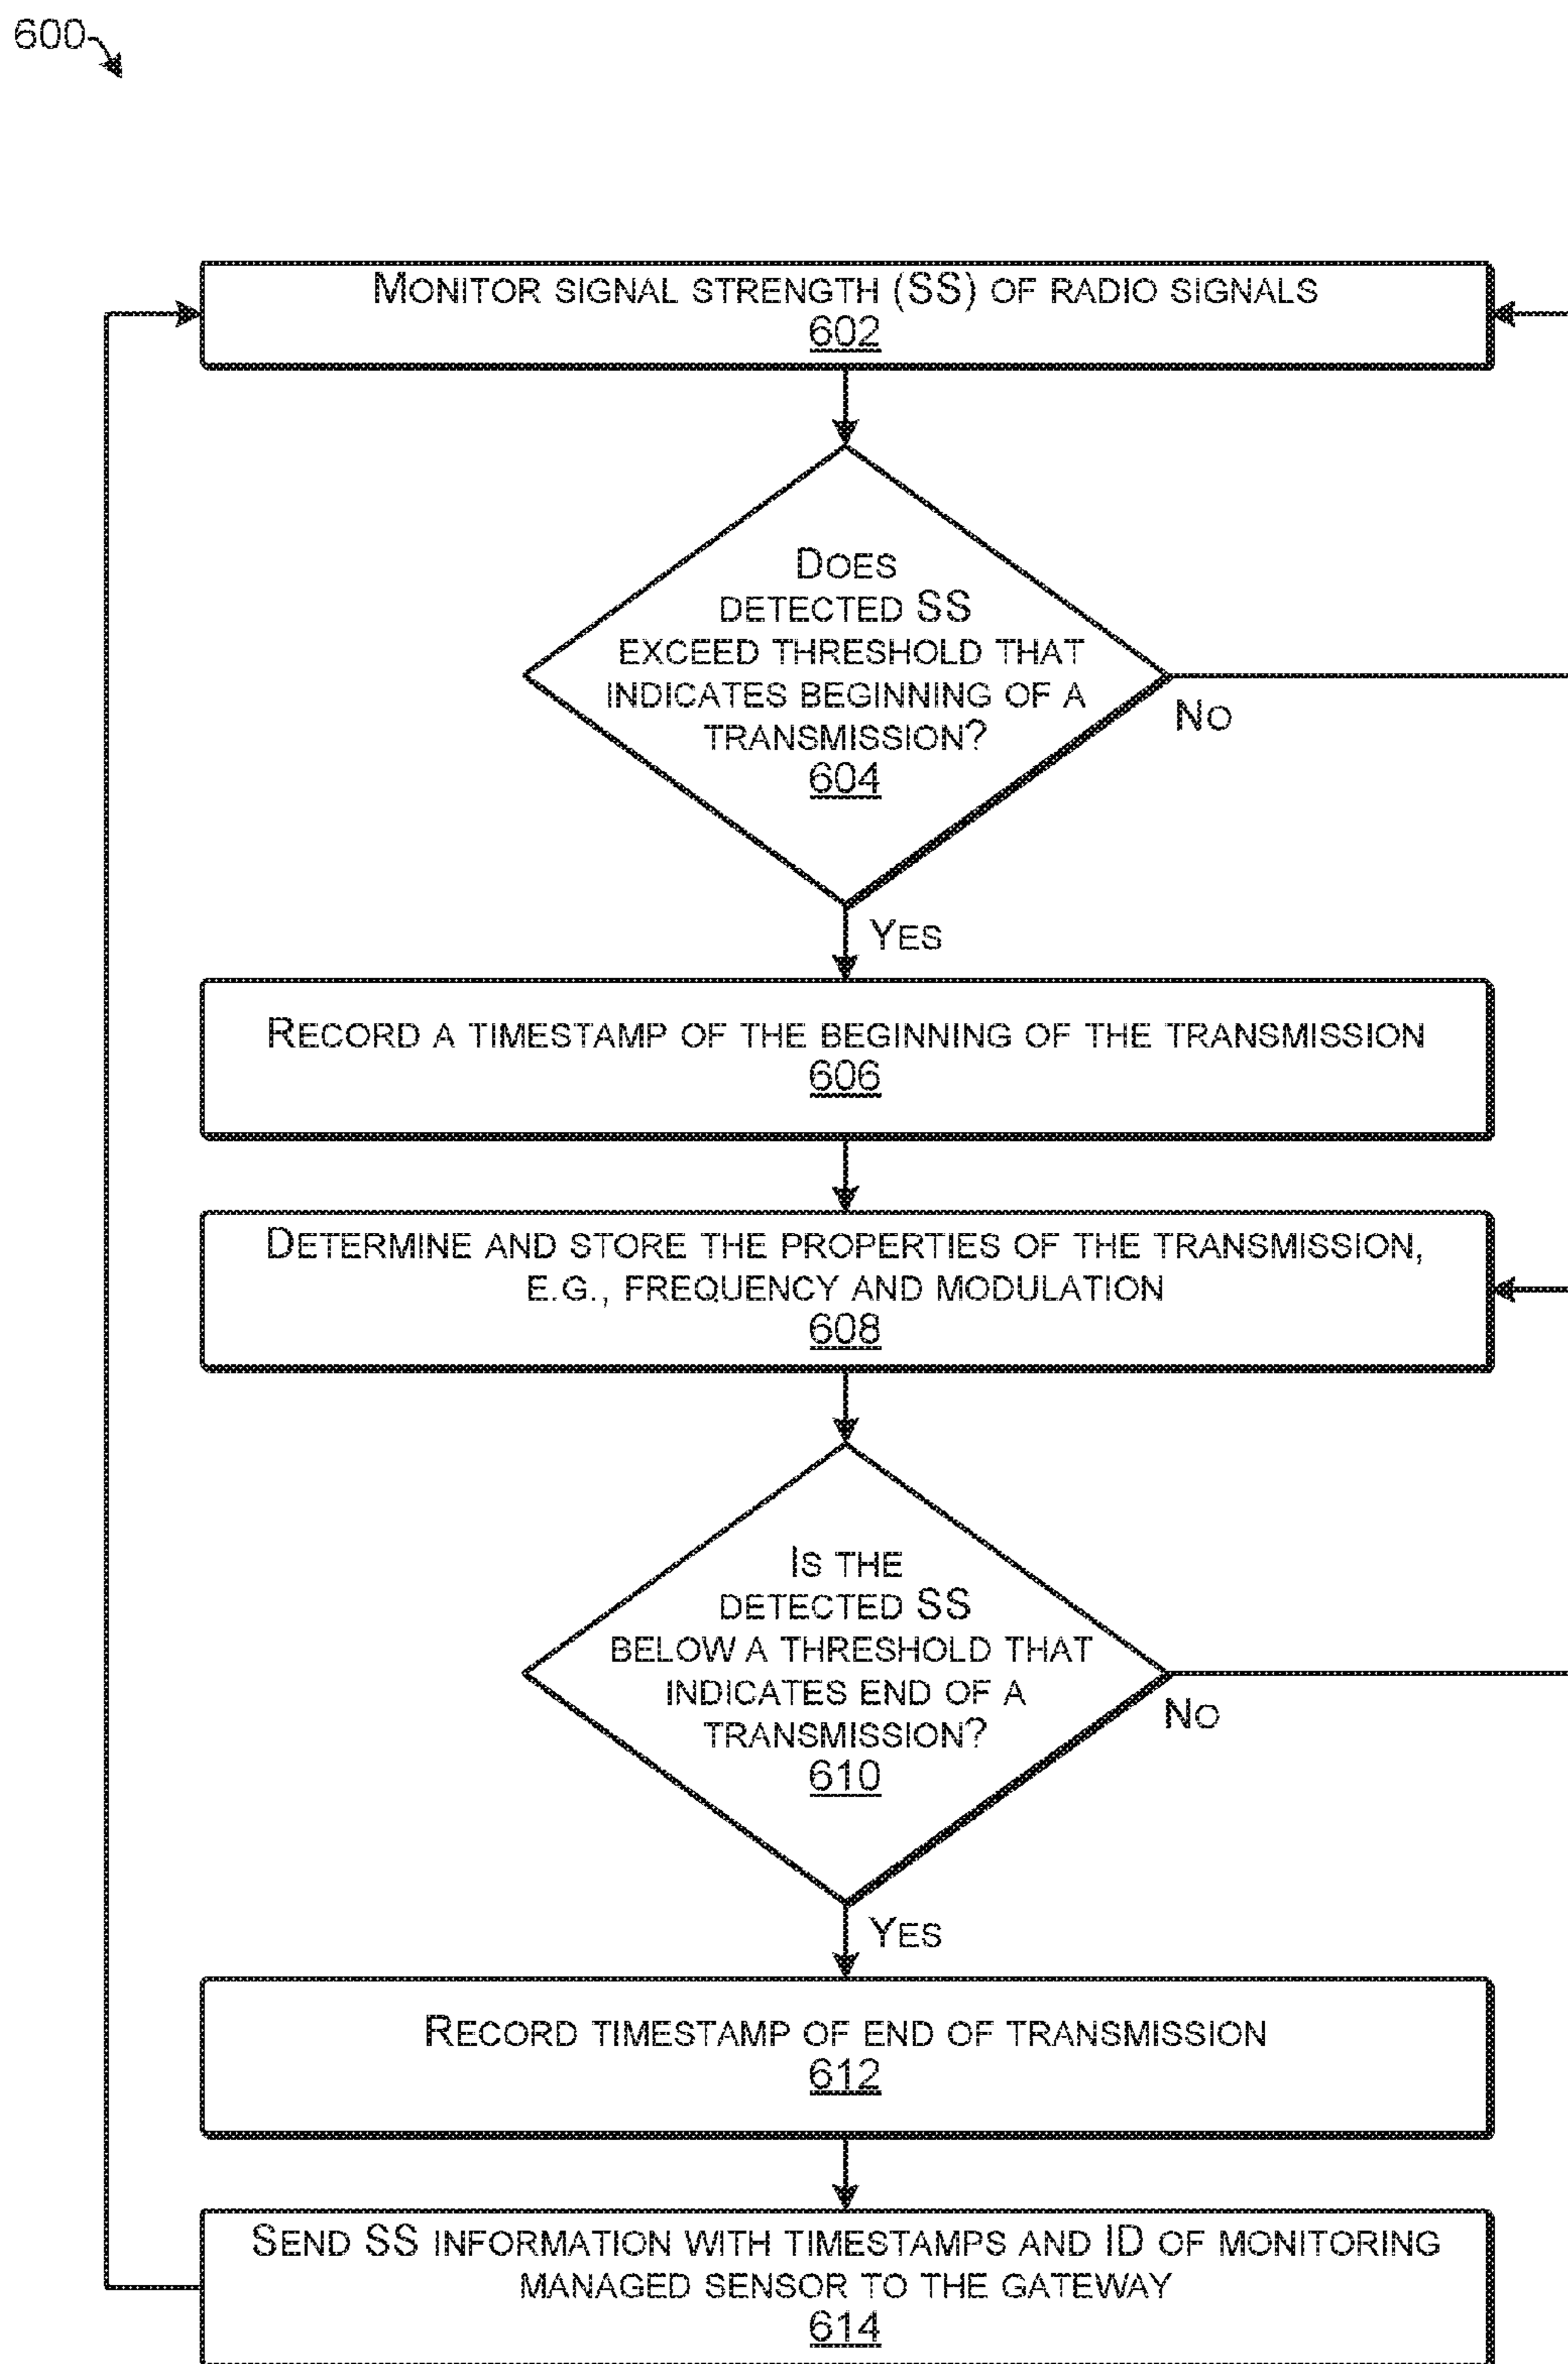 600
Monitor signal strength (SS) of radio signals
602
Does
detected SS
exceed threshold that
indicates beginning of a
transmission?
604
No
Yes
Record a timestamp of the beginning of the transmission
606
Determine and store the properties of the transmission,
e.g., frequency and modulation
608
Is the
detected SS
below a threshold that
indicates end of a
transmission?
610
No
Yes
Record timestamp of end of transmission
612
Send SS information with timestamps and ID of monitoring
managed sensor to the gateway
614